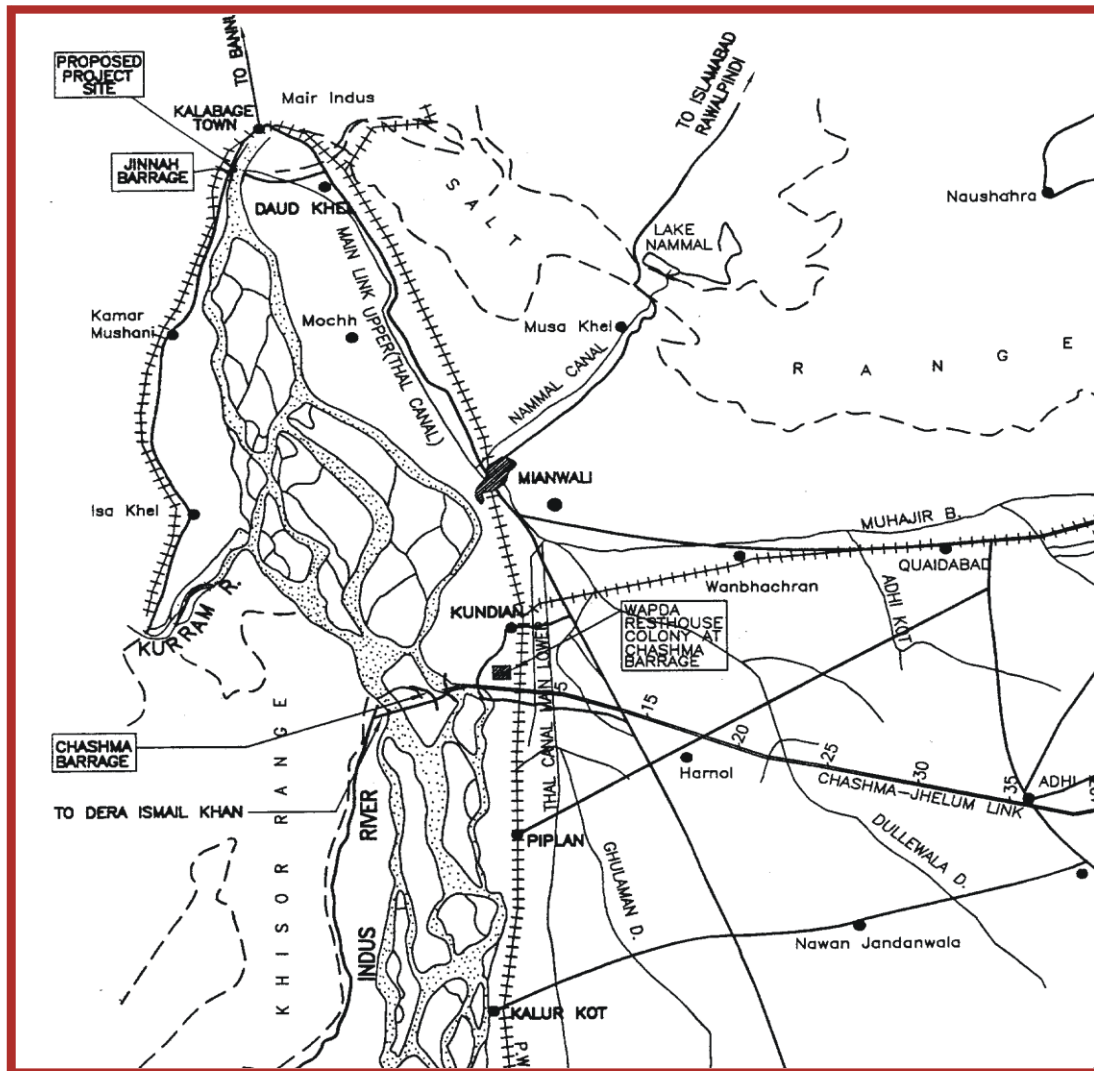 TO BANNU
PROPOSED
PROJECT
SITE
KALABAGE
TOWN
Mair Indus
JINNAH
BARRAGE
DAUD KHEL
TO ISLAMABAD
RAWALPINDI
SALT
LAKE
NAMMAL
Naushahra
Kamar
Mushani
Mochh
MAIN LINK UPPER(THAL CANAL)
Musa Khel
NAMMAL CANAL
RANGE
MIANWALI
Isa Khel
MUHAJIR B.
QUAIDABAD
Wanbhachran
ADHI KOT
KURRAM R.
KUNDIAN
WAPDA
RESTHOUSE
COLONY AT
CHASHMA
BARRAGE
THAL CANAL MAIN LOWER
5
15
20
25
30
35
CHASHMA
BARRAGE
Harnol
CHASHMA-JHELUM LINK
ADHI
TO DERA ISMAIL KHAN
KHISOR RANGE
INDUS RIVER
PIPLAN
GHULAMAN D.
DULLEWALA D.
Nawan Jandanwala
KALUR KOT
P.W